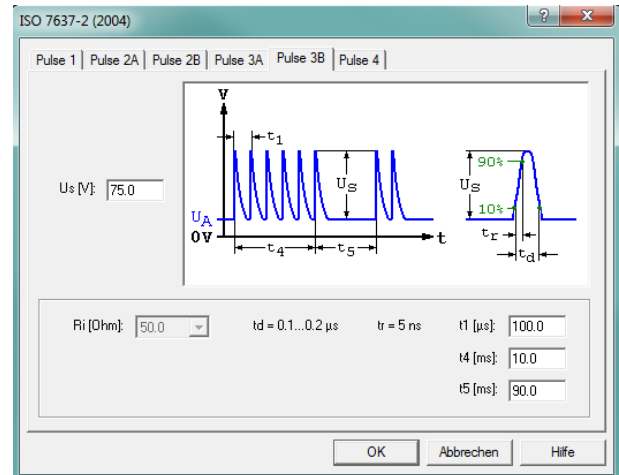 ISO 7637-2 (2004)
?
X
Pulse 1 Pulse 2A Pulse 2B Pulse 3A Pulse 3B Pulse 4
V
t1
90%
Us [V]: 75.0
US
US
10%
UA
0V
t
t4
t5
tr
td
Ri [Ohm]: 50.0 td = 0.1...0.2 µs tr = 5 ns t1 [µs]: 100.0
t4 [ms]: 10.0
t5 [ms]: 90.0
OK Abbrechen Hilfe